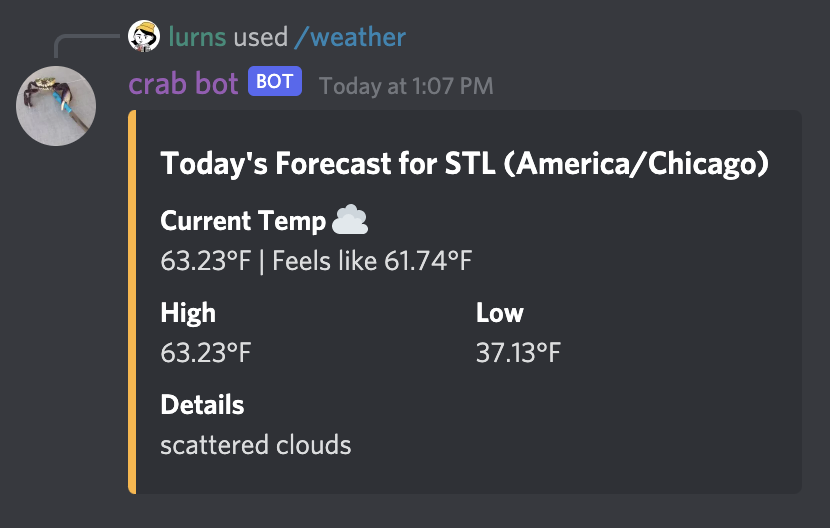 lurns used /weather
crab bot BOT Today at 1:07 PM
Today's Forecast for STL (America/Chicago)
Current Temp
63.23°F | Feels like 61.74°F
High Low
63.23°F 37.13°F
Details
scattered clouds